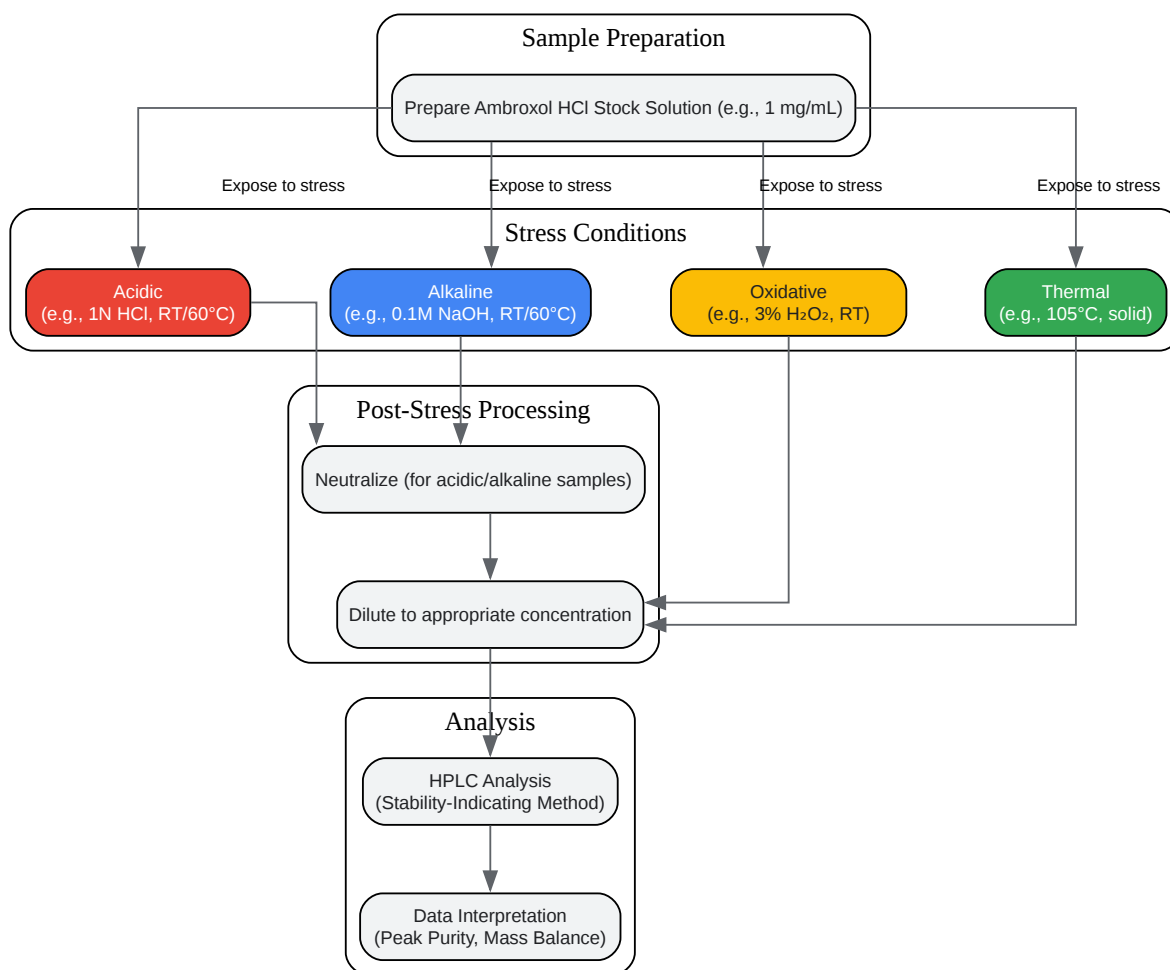 Sample Preparation
Prepare Ambroxol HCl Stock Solution (e.g., 1 mg/mL)
Expose to stress
Expose to stress
Expose to stress
Expose to stress
Stress Conditions
Acidic
(e.g., 1N HCl, RT/60°C)
Alkaline
(e.g., 0.1M NaOH, RT/60°C)
Oxidative
(e.g., 3% H₂O₂, RT)
Thermal
(e.g., 105°C, solid)
Post-Stress Processing
Neutralize (for acidic/alkaline samples)
Dilute to appropriate concentration
Analysis
HPLC Analysis
(Stability-Indicating Method)
Data Interpretation
(Peak Purity, Mass Balance)